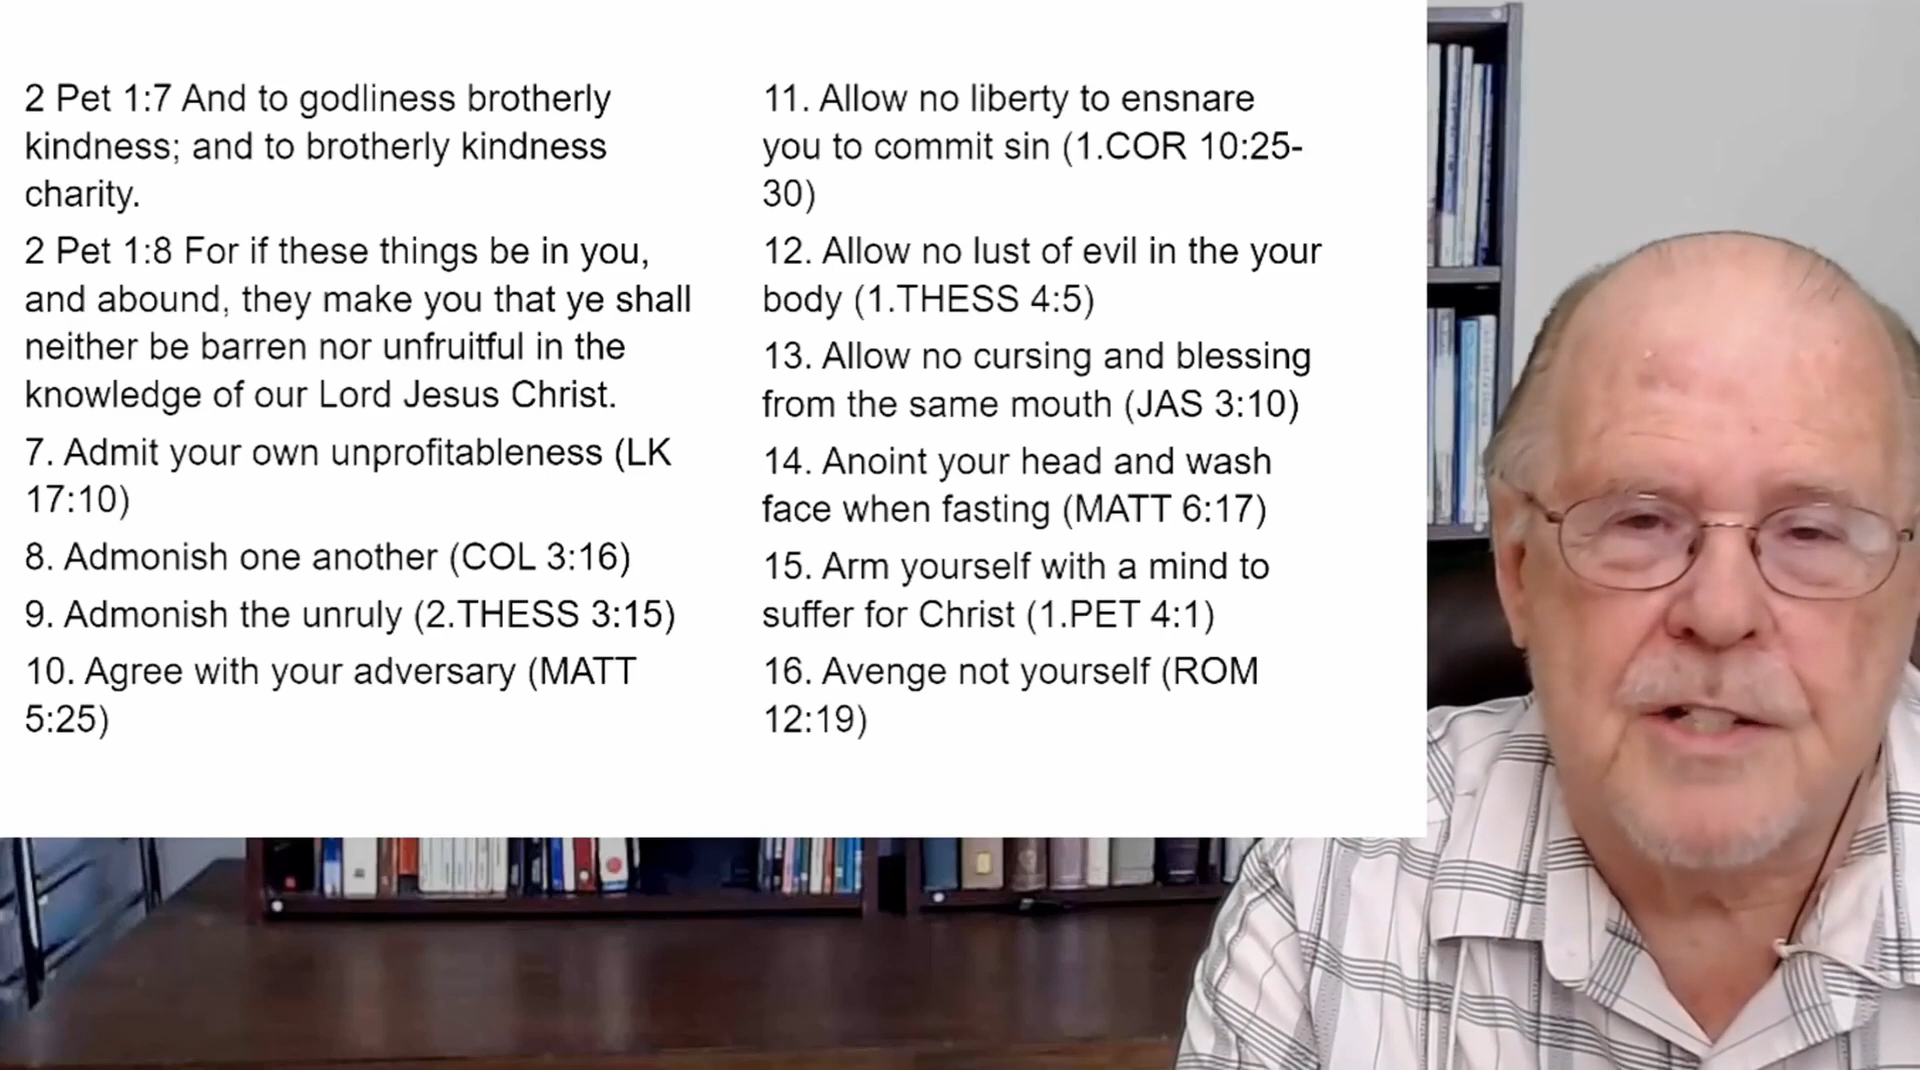 2 Pet 1:7 And to godliness brotherly
kindness; and to brotherly kindness
charity.
2 Pet 1:8 For if these things be in you,
and abound, they make you that ye shall
neither be barren nor unfruitful in the
knowledge of our Lord Jesus Christ.
7. Admit your own unprofitableness (LK
17:10)
8. Admonish one another (COL 3:16)
9. Admonish the unruly (2.THESS 3:15)
10. Agree with your adversary (MATT
5:25)
11. Allow no liberty to ensnare
you to commit sin (1.COR 10:25-
30)
12. Allow no lust of evil in the your
body (1.THESS 4:5)
13. Allow no cursing and blessing
from the same mouth (JAS 3:10)
14. Anoint your head and wash
face when fasting (MATT 6:17)
15. Arm yourself with a mind to
suffer for Christ (1.PET 4:1)
16. Avenge not yourself (ROM
12:19)